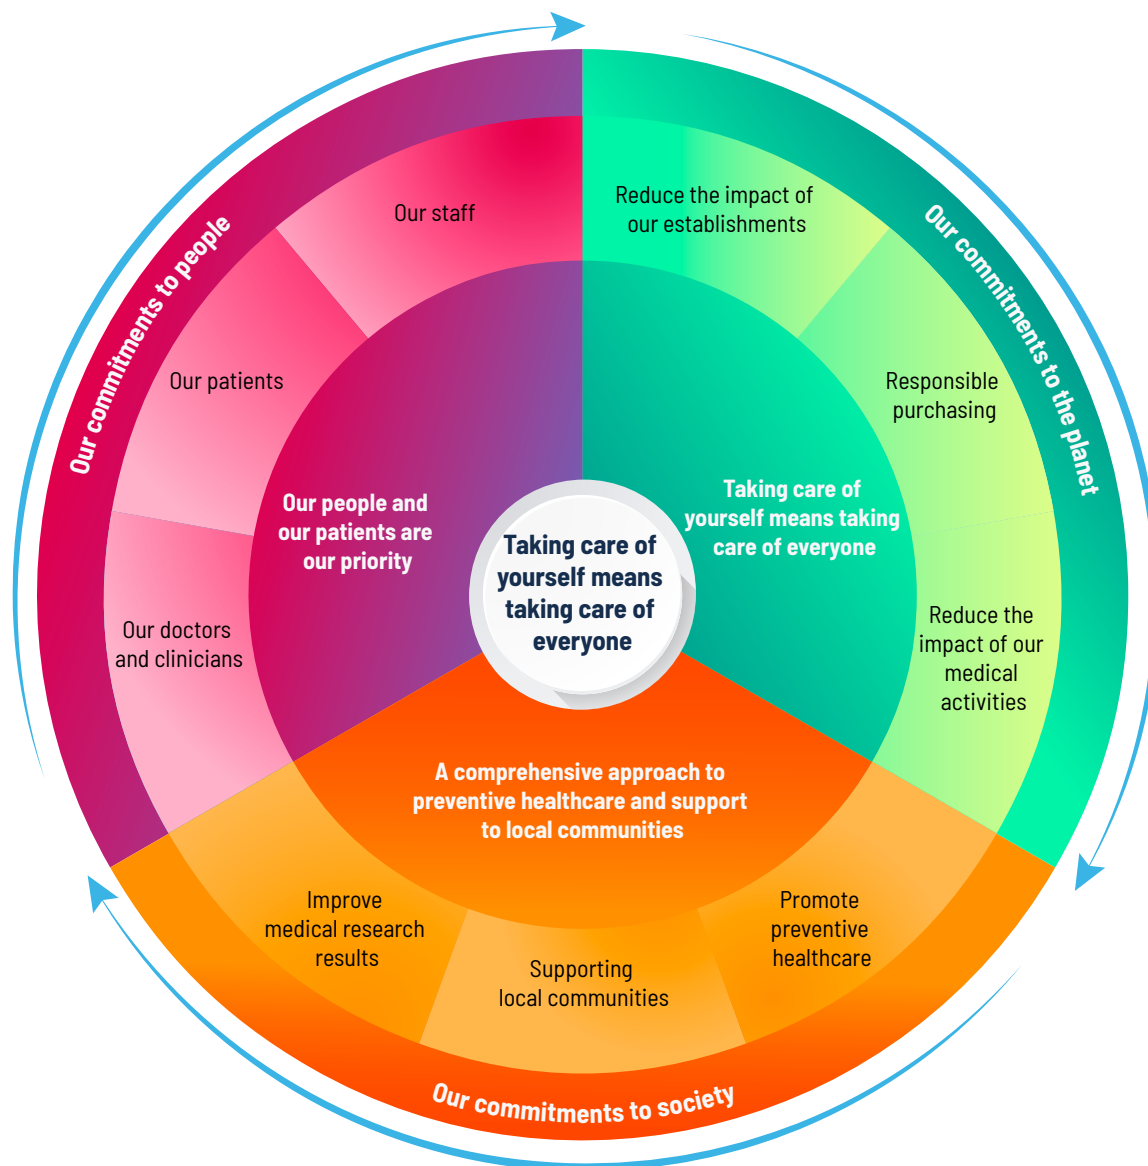 Our commitments to people
Our staff
Our patients
Our doctors
and clinicians
Our people and
our patients are
our priority
Our commitments to the planet
Reduce the impact of
our establishments
Responsible
purchasing
Reduce the
impact of our
medical
activities
Taking care of
yourself means taking
care of everyone
Taking care of
yourself means
taking care of
everyone
A comprehensive approach to
preventive healthcare and support
to local communities
Improve
medical research
results
Supporting
local communities
Promote
preventive
healthcare
Our commitments to society